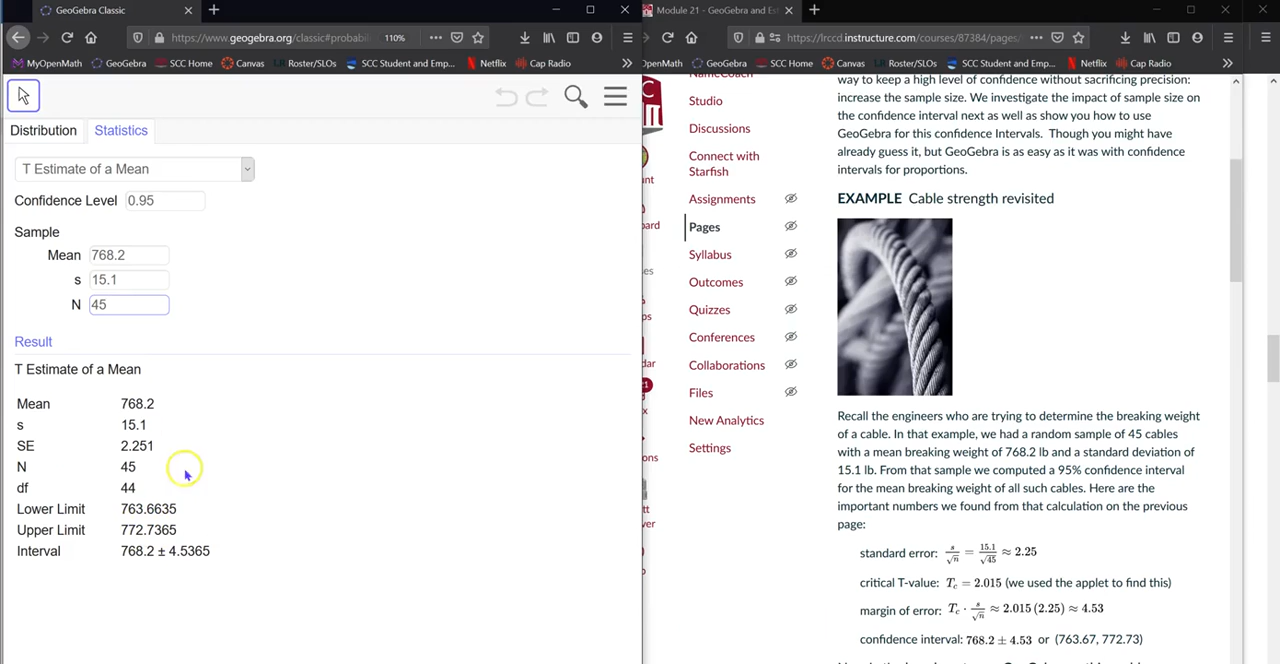 GeoGebra Classic
https://www.geogebra.org/classic#probabi
110%
MyOpenMath GeoGebra SCC Home Canvas Roster/SLOs SCC Student and Emp... Netflix Cap Radio
Distribution Statistics
T Estimate of a Mean
Confidence Level 0.95
Sample
Mean 768.2
s 15.1
N 45
Result
T Estimate of a Mean
Mean 768.2
s 15.1
SE 2.251
N 45
df 44
Lower Limit 763.6635
Upper Limit 772.7365
Interval 768.2 ± 4.5365
Module 21 - GeoGebra and Est
https://lrccd.instructure.com/courses/87384/pages/
OpenMath GeoGebra SCC Home Canvas Roster/SLOs SCC Student and Emp... Netflix Cap Radio
NameCoach
Studio
Discussions
Connect with
Starfish
Assignments
Pages
Syllabus
Outcomes
Quizzes
Conferences
Collaborations
Files
New Analytics
Settings
way to keep a high level of confidence without sacrificing precision:
increase the sample size. We investigate the impact of sample size on
the confidence interval next as well as show you how to use
GeoGebra for this confidence Intervals. Though you might have
already guess it, but GeoGebra is as easy as it was with confidence
intervals for proportions.
EXAMPLE Cable strength revisited
Recall the engineers who are trying to determine the breaking weight
of a cable. In that example, we had a random sample of 45 cables
with a mean breaking weight of 768.2 lb and a standard deviation of
15.1 lb. From that sample we computed a 95% confidence interval
for the mean breaking weight of all such cables. Here are the
important numbers we found from that calculation on the previous
page:
standard error: s/√n = 15.1/√45 ≈ 2.25
critical T-value: Tc = 2.015 (we used the applet to find this)
margin of error: Tc · s/√n ≈ 2.015 (2.25) ≈ 4.53
confidence interval: 768.2 ± 4.53 or (763.67, 772.73)